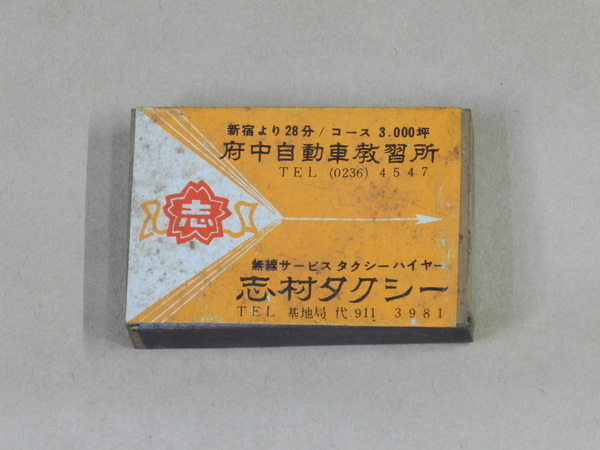 新宿より28分/コース 3.000坪
府中自動車教習所
TEL (0236) 4547
志
無線サービスタクシーハイヤー
志村タクシー
TEL 基地局 代 911 3981